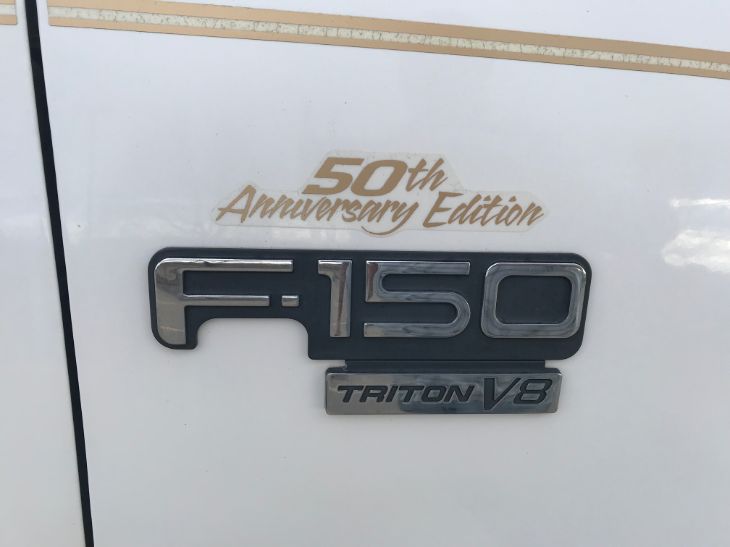 50th
Anniversary Edition
F-150
TRITON V8